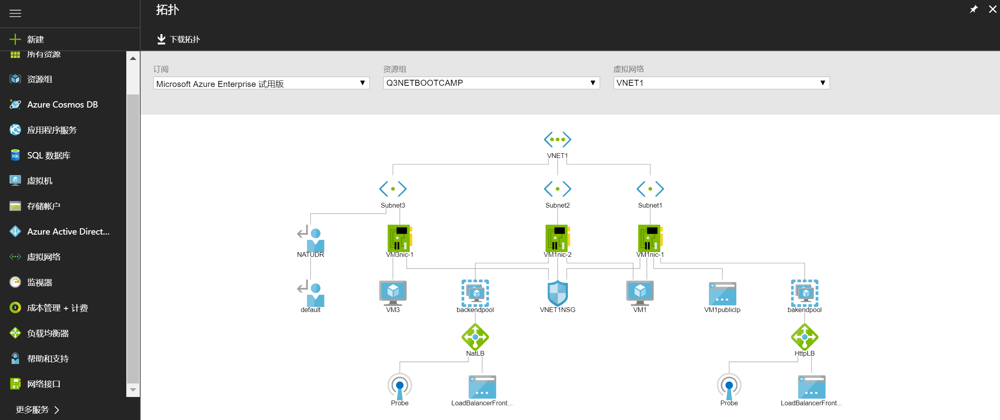 拓扑
新建
下载拓扑
所有资源
资源组
Azure Cosmos DB
应用程序服务
SQL 数据库
虚拟机
存储帐户
Azure Active Direct...
虚拟网络
监视器
成本管理 + 计费
负载均衡器
帮助和支持
网络接口
更多服务
订阅
资源组
虚拟网络
Microsoft Azure Enterprise 试用版
Q3NETBOOTCAMP
VNET1
VNET1
Subnet3
Subnet2
Subnet1
NATUDR
VM3nic-1
VM1nic-2
VM1nic-1
default
VM3
backendpool
VNET1NSG
VM1
VM1publicIp
bakendpool
NatLB
HttpLB
Probe
LoadBalancerFront...
Probe
LoadBalancerFront...